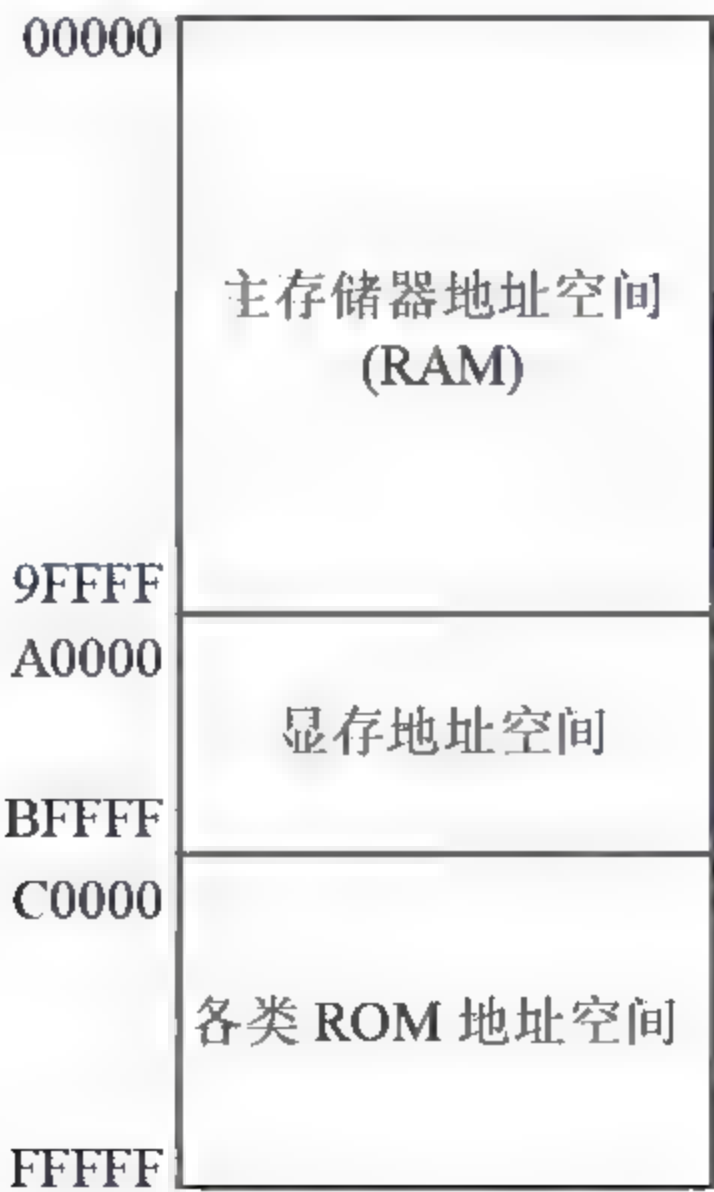 00000
主存储器地址空间
(RAM)
9FFFF
A0000
显存地址空间
BFFFF
C0000
各类 ROM 地址空间
FFFFF